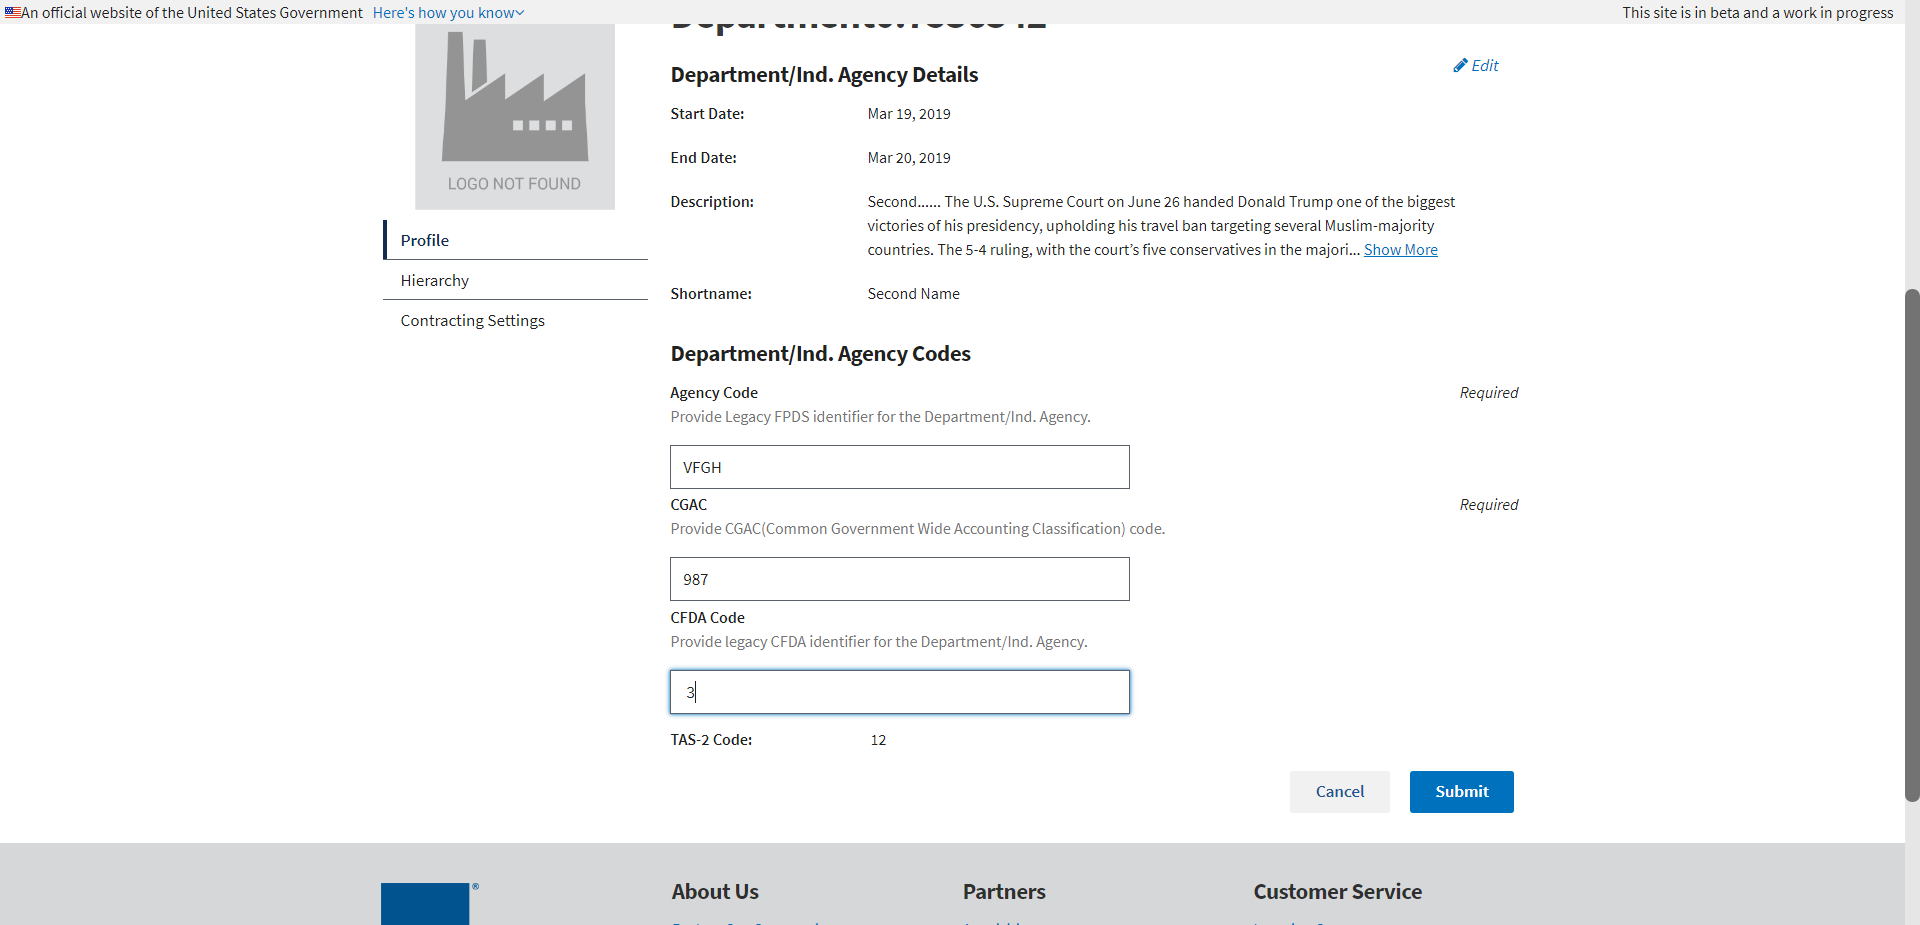 An official website of the United States Government Here's how you know
This site is in beta and a work in progress
LOGO NOT FOUND
Profile
Hierarchy
Contracting Settings
Department/Ind. Agency Details
Edit
Start Date: Mar 19, 2019
End Date: Mar 20, 2019
Description: Second...... The U.S. Supreme Court on June 26 handed Donald Trump one of the biggest
victories of his presidency, upholding his travel ban targeting several Muslim-majority
countries. The 5-4 ruling, with the court’s five conservatives in the majori... Show More
Shortname: Second Name
Department/Ind. Agency Codes
Agency Code Required
Provide Legacy FPDS identifier for the Department/Ind. Agency.
VFGH
CGAC Required
Provide CGAC(Common Government Wide Accounting Classification) code.
987
CFDA Code
Provide legacy CFDA identifier for the Department/Ind. Agency.
3
TAS-2 Code: 12
Cancel Submit
®
About Us Partners Customer Service